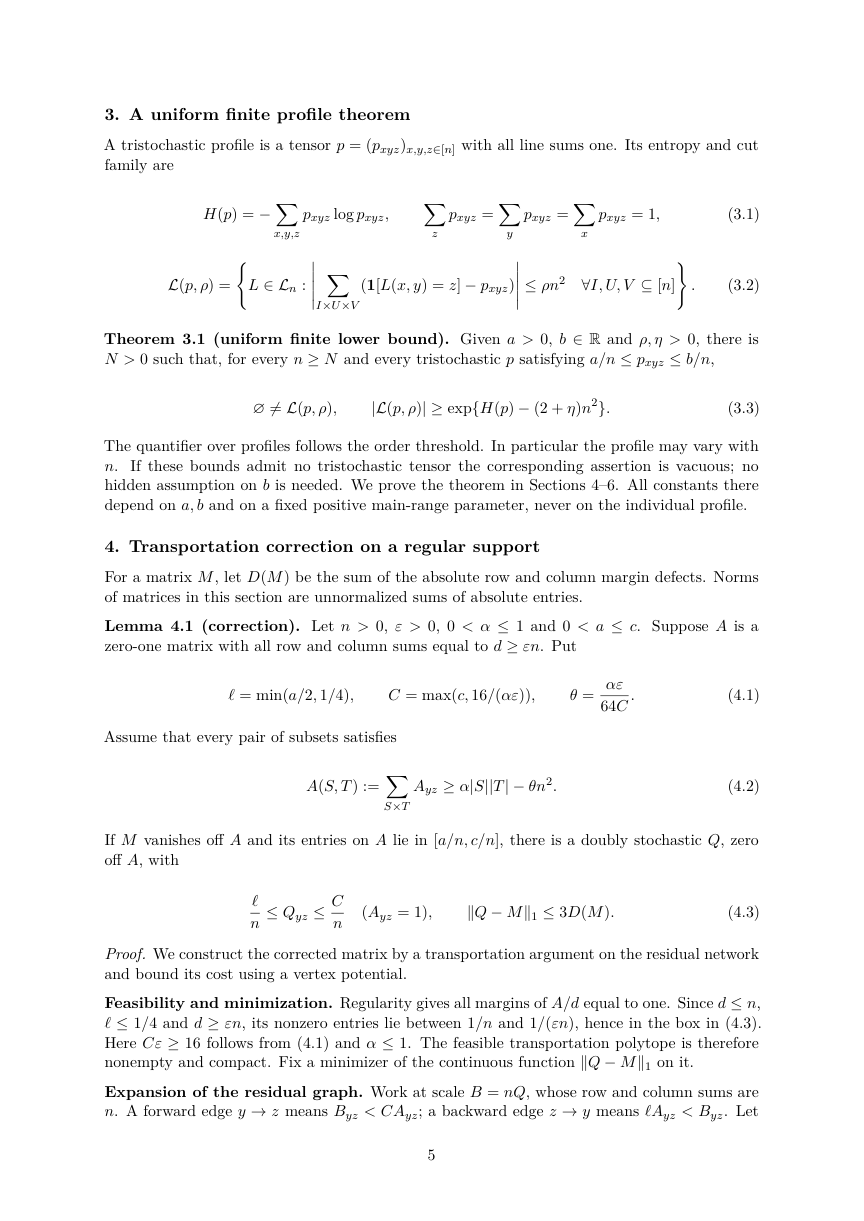 3. A uniform finite profile theorem
A tristochastic profile is a tensor p = (p_{xyz})_{x,y,z∈[n]} with all line sums one. Its entropy and cut
family are
H(p) = − ∑_{x,y,z} p_{xyz} log p_{xyz},   ∑_z p_{xyz} = ∑_y p_{xyz} = ∑_x p_{xyz} = 1,   (3.1)
ℒ(p, ρ) = { L ∈ ℒ_n : | ∑_{I×U×V} (𝟏[L(x, y) = z] − p_{xyz}) | ≤ ρn²   ∀I, U, V ⊆ [n] } .   (3.2)
Theorem 3.1 (uniform finite lower bound). Given a > 0, b ∈ ℝ and ρ, η > 0, there is
N > 0 such that, for every n ≥ N and every tristochastic p satisfying a/n ≤ p_{xyz} ≤ b/n,
∅ ≠ ℒ(p, ρ),   |ℒ(p, ρ)| ≥ exp{H(p) − (2 + η)n²}.   (3.3)
The quantifier over profiles follows the order threshold. In particular the profile may vary with
n. If these bounds admit no tristochastic tensor the corresponding assertion is vacuous; no
hidden assumption on b is needed. We prove the theorem in Sections 4–6. All constants there
depend on a, b and on a fixed positive main-range parameter, never on the individual profile.
4. Transportation correction on a regular support
For a matrix M, let D(M) be the sum of the absolute row and column margin defects. Norms
of matrices in this section are unnormalized sums of absolute entries.
Lemma 4.1 (correction). Let n > 0, ε > 0, 0 < α ≤ 1 and 0 < a ≤ c. Suppose A is a
zero-one matrix with all row and column sums equal to d ≥ εn. Put
ℓ = min(a/2, 1/4),   C = max(c, 16/(αε)),   θ = αε/64C.   (4.1)
Assume that every pair of subsets satisfies
A(S, T) := ∑_{S×T} A_{yz} ≥ α|S||T| − θn².   (4.2)
If M vanishes off A and its entries on A lie in [a/n, c/n], there is a doubly stochastic Q, zero
off A, with
ℓ/n ≤ Q_{yz} ≤ C/n   (A_{yz} = 1),   ‖Q − M‖₁ ≤ 3D(M).   (4.3)
Proof. We construct the corrected matrix by a transportation argument on the residual network
and bound its cost using a vertex potential.
Feasibility and minimization. Regularity gives all margins of A/d equal to one. Since d ≤ n,
ℓ ≤ 1/4 and d ≥ εn, its nonzero entries lie between 1/n and 1/(εn), hence in the box in (4.3).
Here Cε ≥ 16 follows from (4.1) and α ≤ 1. The feasible transportation polytope is therefore
nonempty and compact. Fix a minimizer of the continuous function ‖Q − M‖₁ on it.
Expansion of the residual graph. Work at scale B = nQ, whose row and column sums are
n. A forward edge y → z means B_{yz} < CA_{yz}; a backward edge z → y means ℓA_{yz} < B_{yz}. Let
5